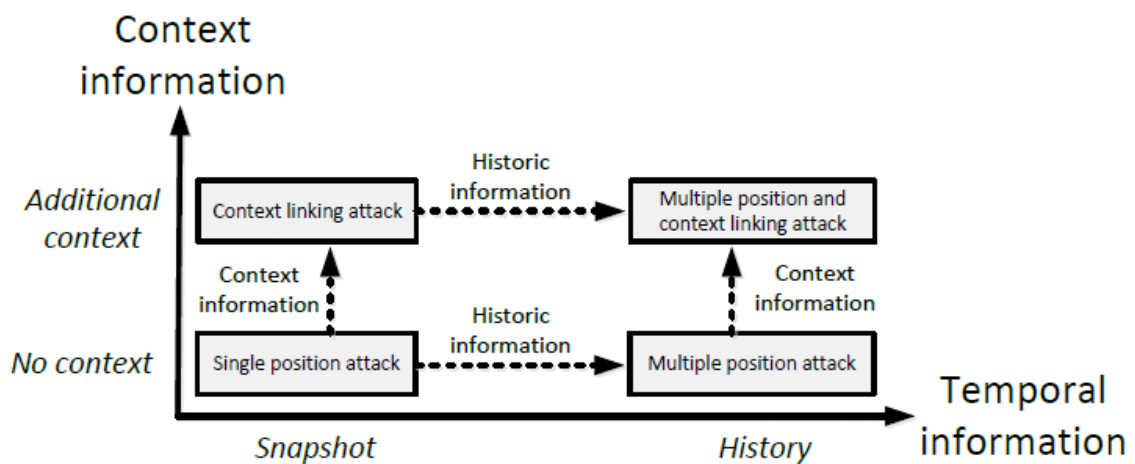 Context
information
Additional
context
Context linking attack
Historic
information
Multiple position and
context linking attack
Context
information
Context
information
No context
Single position attack
Historic
information
Multiple position attack
Snapshot
History
Temporal
information